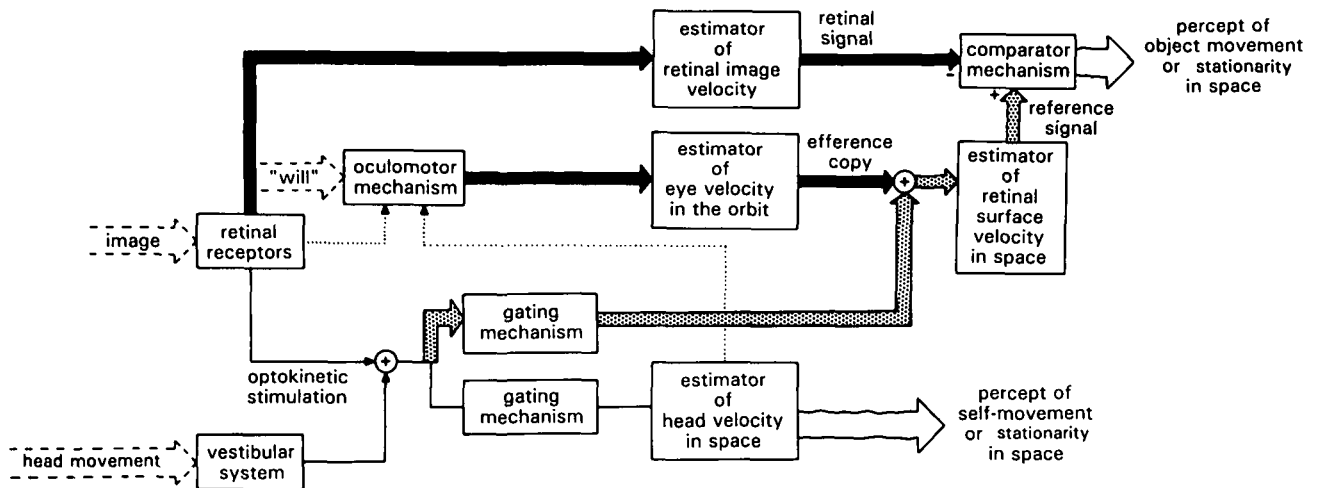 estimator
of
retinal image
velocity
retinal
signal
-
comparator
mechanism
percept of
object movement
or stationarity
in space
+
reference
signal
"will"
oculomotor
mechanism
estimator
of
eye velocity
in the orbit
efference
copy
+
estimator
of
retinal
surface
velocity
in space
image
retinal
receptors
gating
mechanism
optokinetic
stimulation
+
gating
mechanism
estimator
of
head velocity
in space
percept of
self-movement
or stationarity
in space
head movement
vestibular
system